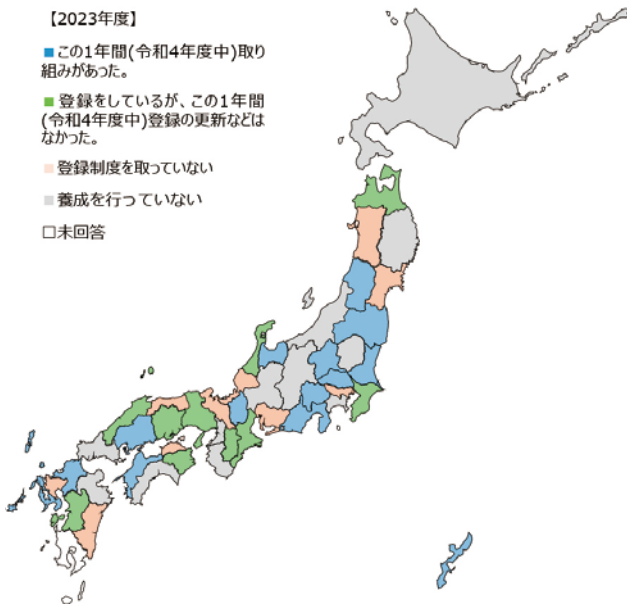 【2023年度】
■この1年間(令和4年度中)取り
組みがあった。
■ 登録をしているが、この1年間
(令和4年度中)登録の更新などは
なかった。
■登録制度を取っていない
■ 養成を行っていない
□未回答